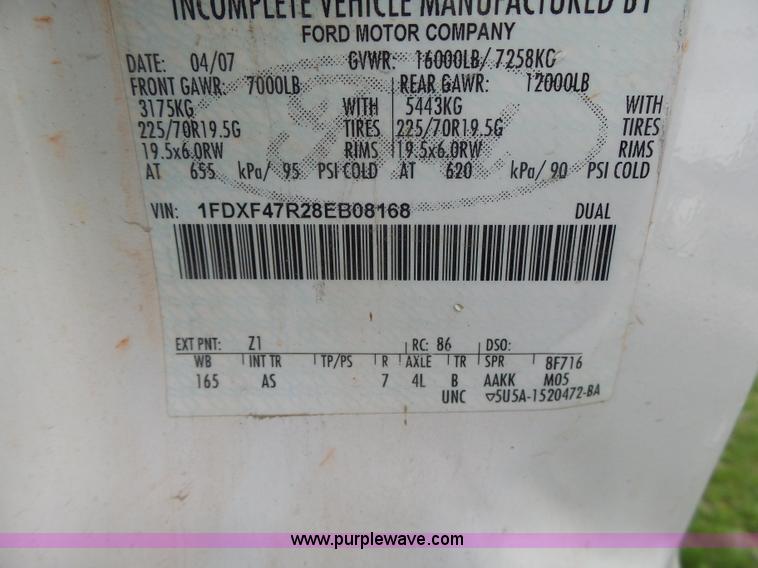 INCOMPLETE VEHICLE MANUFACTURED BY
FORD MOTOR COMPANY
DATE: 04/07 GVWR: 16000LB/ 7258KG
FRONT GAWR: 7000LB REAR GAWR: 12000LB
3175KG WITH 5443KG WITH
225/70R19.5G TIRES 225/70R19.5G TIRES
19.5x6.0RW RIMS 19.5x6.0RW RIMS
AT 655 kPa/ 95 PSI COLD AT 620 kPa/ 90 PSI COLD
VIN: 1FDXF47R28EB08168 DUAL
EXT PNT: Z1 RC: 86 DSO:
WB INT TR TP/PS R AXLE TR SPR 8F716
165 AS 7 4L B AAKK M05
UNC ▽5U5A-1520472-BA
www.purplewave.com